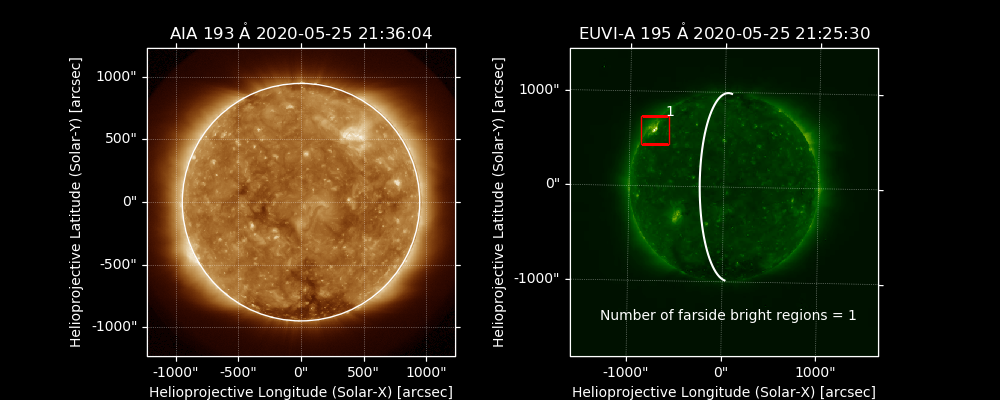 AIA 193 Å 2020-05-25 21:36:04
Helioprojective Latitude (Solar-Y) [arcsec]
1000"
500"
0"
-500"
-1000"
-1000"
-500"
0"
500"
1000"
Helioprojective Longitude (Solar-X) [arcsec]
EUVI-A 195 Å 2020-05-25 21:25:30
Helioprojective Latitude (Solar-Y) [arcsec]
1000"
0"
-1000"
1
Number of farside bright regions = 1
-1000"
0"
1000"
Helioprojective Longitude (Solar-X) [arcsec]